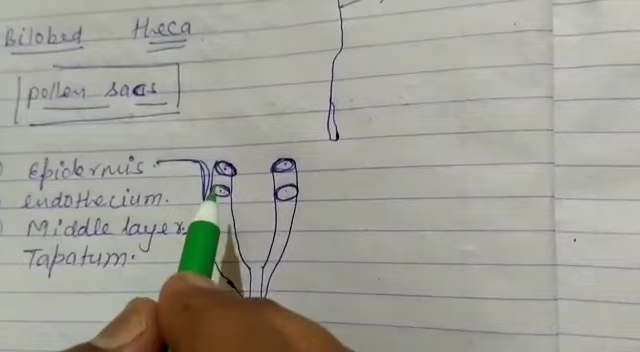 Bilobed Theca
pollen sacs
Epidermis.
endothecium.
Middle layer.
Tapatum.